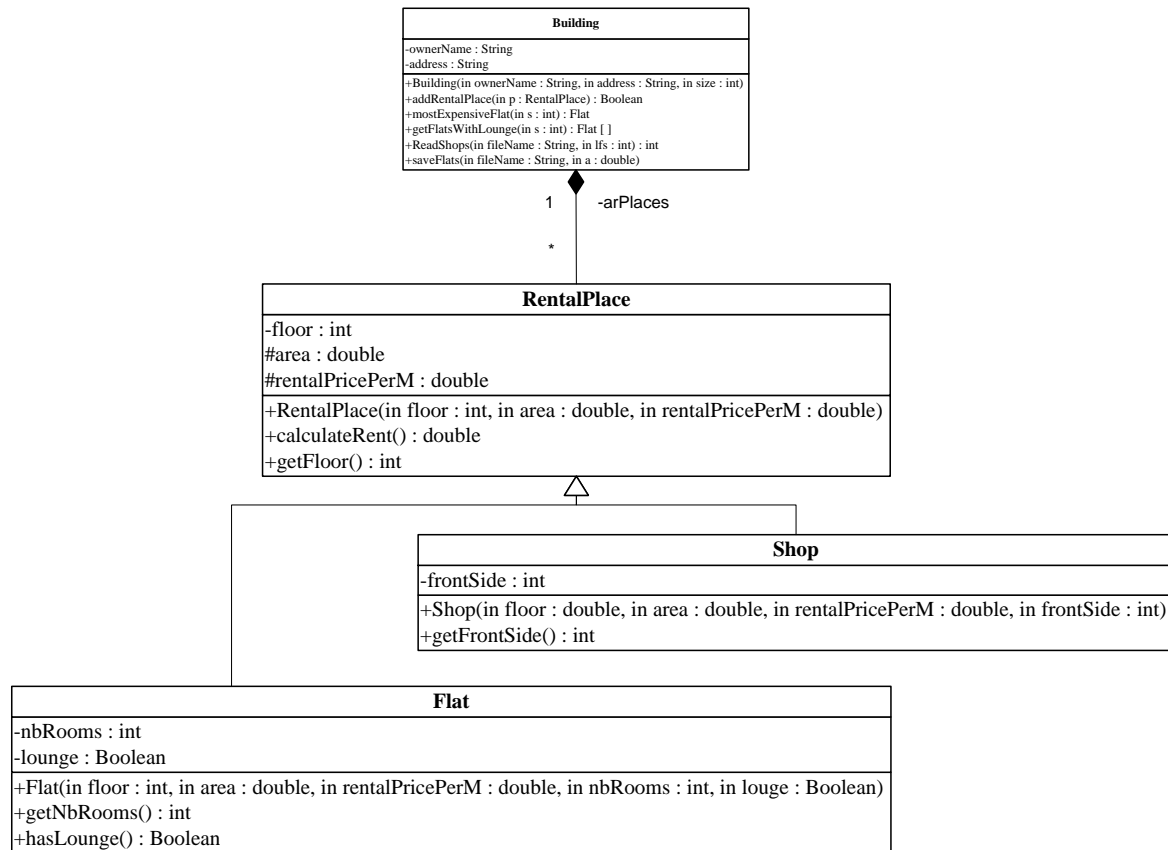 Building
-ownerName : String
-address : String
+Building(in ownerName : String, in address : String, in size : int)
+addRentalPlace(in p : RentalPlace) : Boolean
+mostExpensiveFlat(in s : int) : Flat
+getFlatsWithLounge(in s : int) : Flat [ ]
+ReadShops(in fileName : String, in lfs : int) : int
+saveFlats(in fileName : String, in a : double)
1 -arPlaces
*
RentalPlace
-floor : int
#area : double
#rentalPricePerM : double
+RentalPlace(in floor : int, in area : double, in rentalPricePerM : double)
+calculateRent() : double
+getFloor() : int
Shop
-frontSide : int
+Shop(in floor : double, in area : double, in rentalPricePerM : double, in frontSide : int)
+getFrontSide() : int
Flat
-nbRooms : int
-lounge : Boolean
+Flat(in floor : int, in area : double, in rentalPricePerM : double, in nbRooms : int, in louge : Boolean)
+getNbRooms() : int
+hasLounge() : Boolean